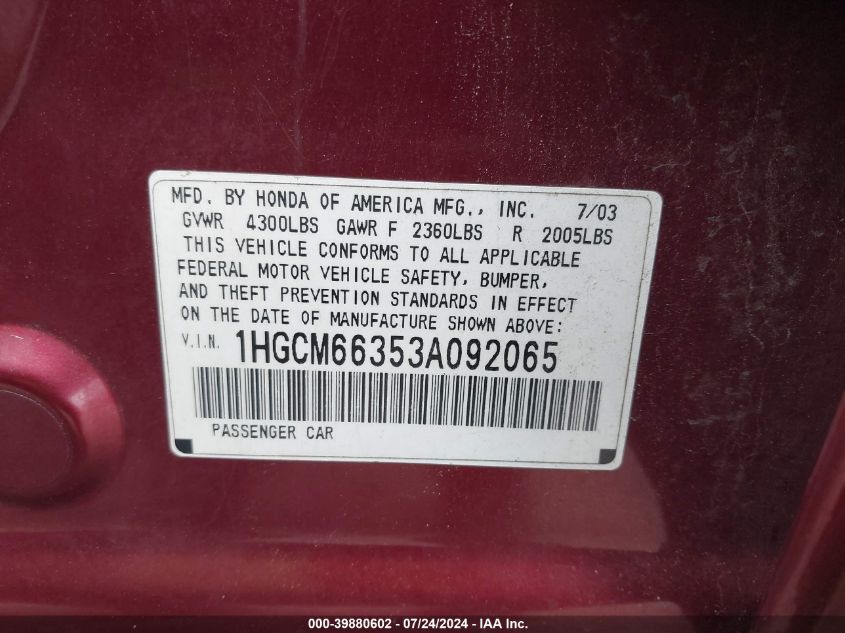 MFD. BY HONDA OF AMERICA MFG., INC. 7/03
GVWR 4300LBS GAWR F 2360LBS R 2005LBS
THIS VEHICLE CONFORMS TO ALL APPLICABLE
FEDERAL MOTOR VEHICLE SAFETY, BUMPER,
AND THEFT PREVENTION STANDARDS IN EFFECT
ON THE DATE OF MANUFACTURE SHOWN ABOVE:
V.I.N. 1HGCM66353A092065
PASSENGER CAR
000-39880602 - 07/24/2024 - IAA Inc.